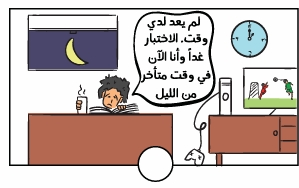 لم يعد لدي
وقت، الاختبار
غداً وأنا الآن
في وقت متأخر
من الليل